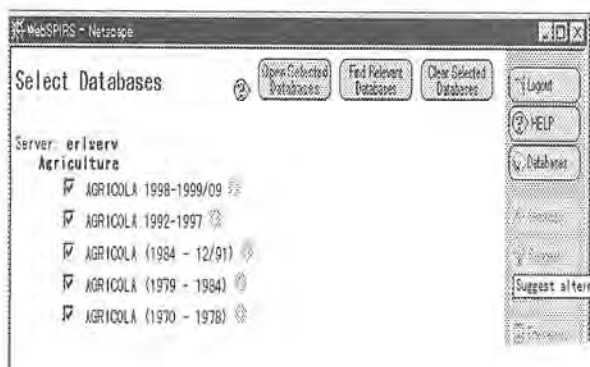 WebSPIRS - Netscape
Select Databases
Open Selected Databases
Find Relevant Databases
Clear Selected Databases
Logout
HELP
Databases
Server: erlserv
Agriculture
AGRICOLA 1998-1999/09
AGRICOLA 1992-1997
AGRICOLA (1984 - 12/91)
AGRICOLA (1979 - 1984)
AGRICOLA (1970 - 1978)
Suggest altern